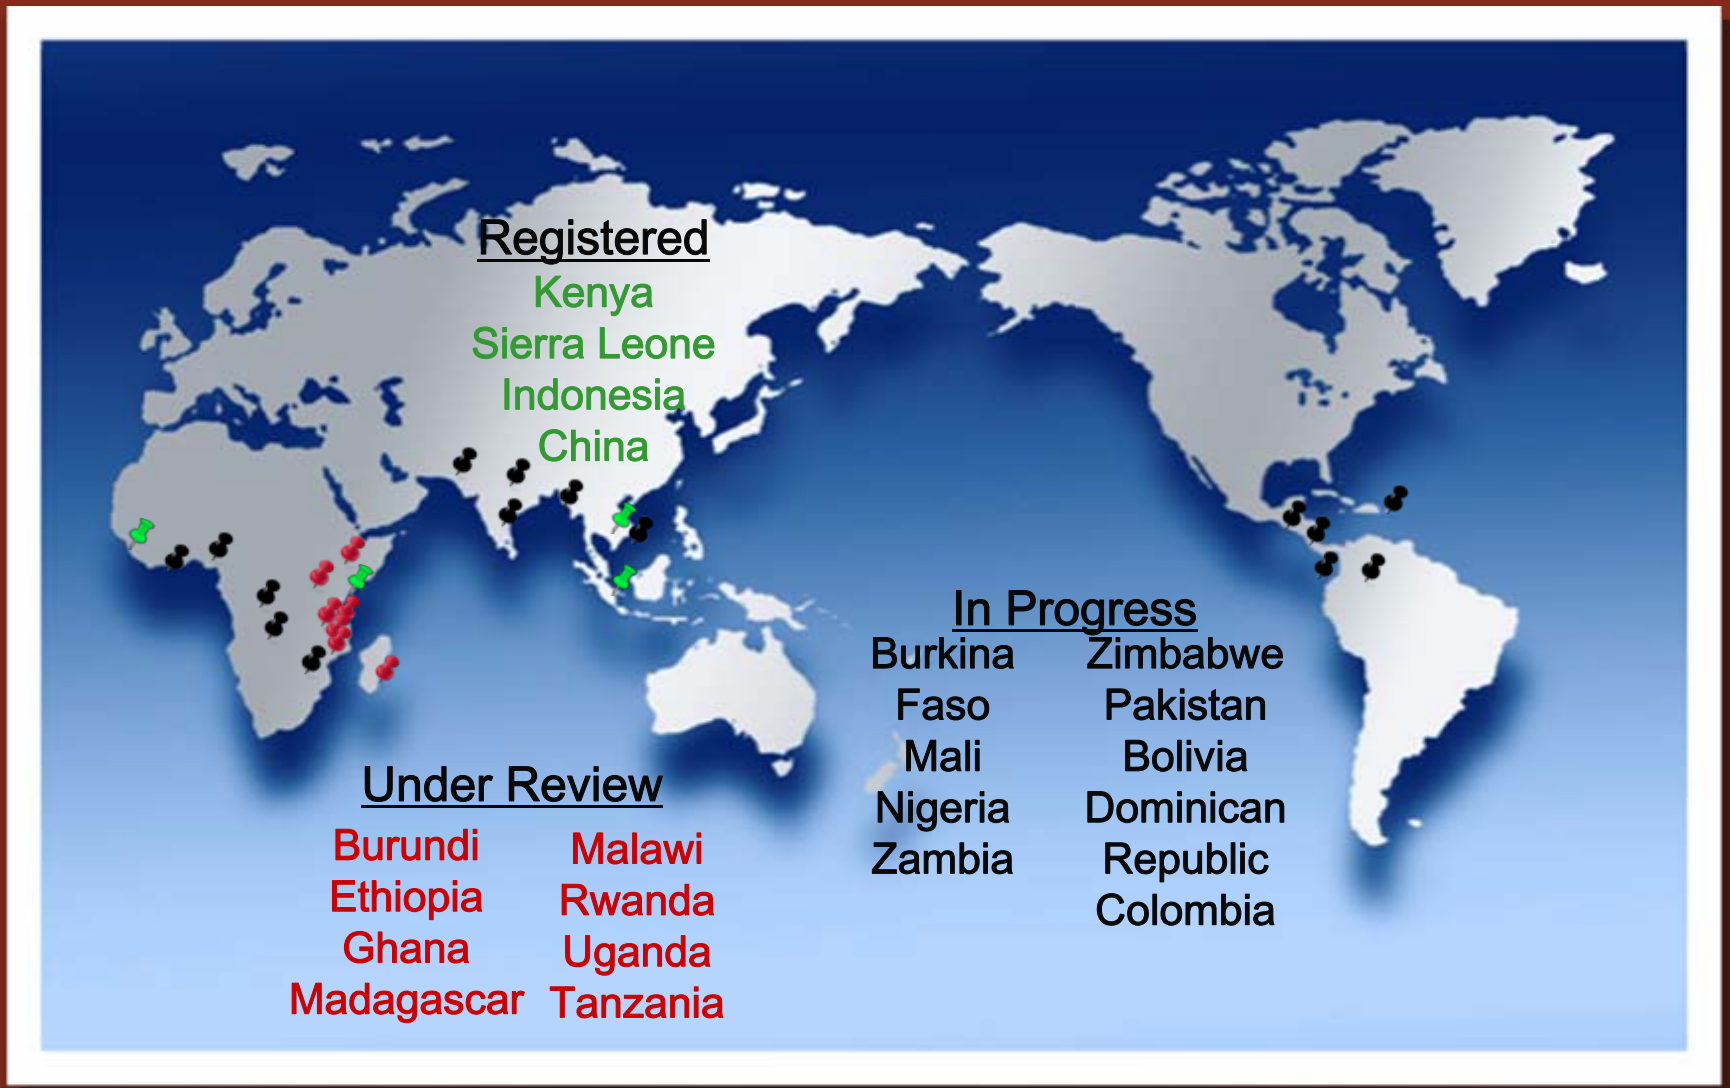 Registered
Kenya
Sierra Leone
Indonesia
China
In Progress
Burkina
Faso
Mali
Nigeria
Zambia
Zimbabwe
Pakistan
Bolivia
Dominican
Republic
Colombia
Under Review
Burundi
Ethiopia
Ghana
Madagascar
Malawi
Rwanda
Uganda
Tanzania